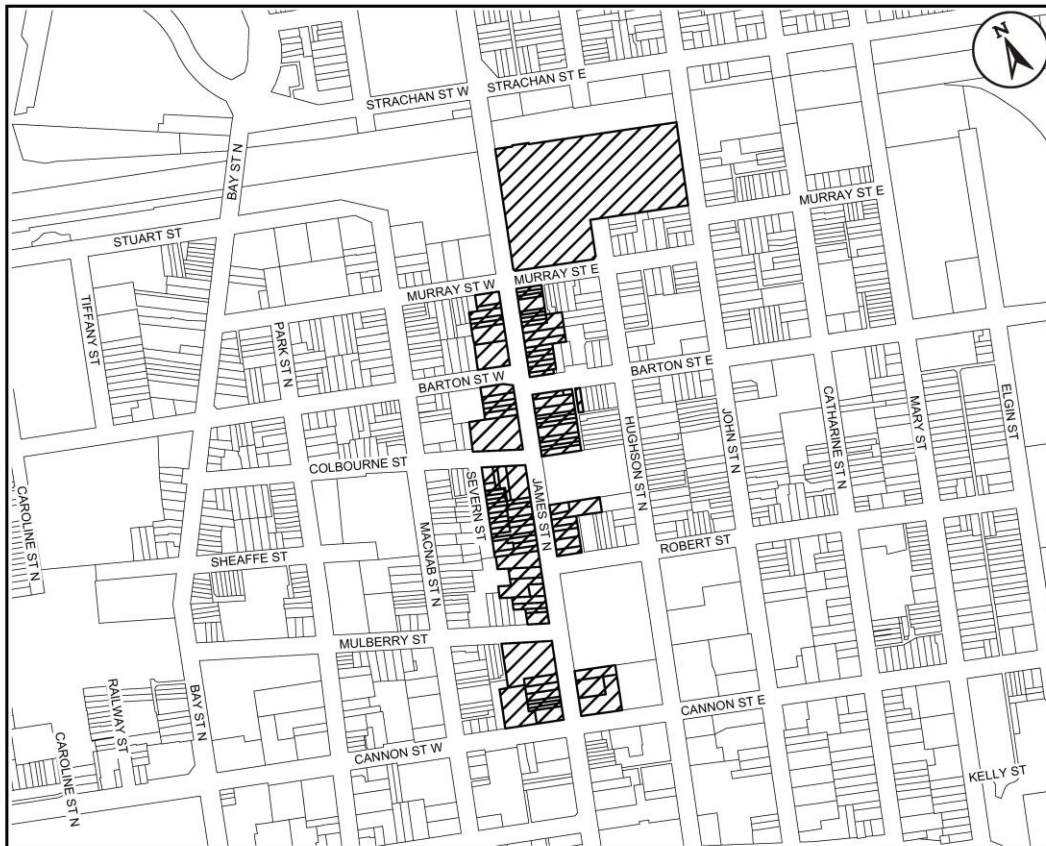 N
STRACHAN ST E
STRACHAN ST W
BAY ST N
MURRAY ST E
STUART ST
MURRAY ST E
MURRAY ST W
TIFFANY ST
PARK ST N
BARTON ST E
BARTON ST W
ELGIN ST
MARY ST
CATHARINE ST N
JOHN ST N
HUGHSON ST N
COLBOURNE ST
SEVERN ST
JAMES ST N
CAROLINE ST N
MACNAB ST N
ROBERT ST
SHEAFFE ST
MULBERRY ST
RAILWAY ST
BAY ST N
CANNON ST E
CAROLINE ST N
CANNON ST W
KELLY ST